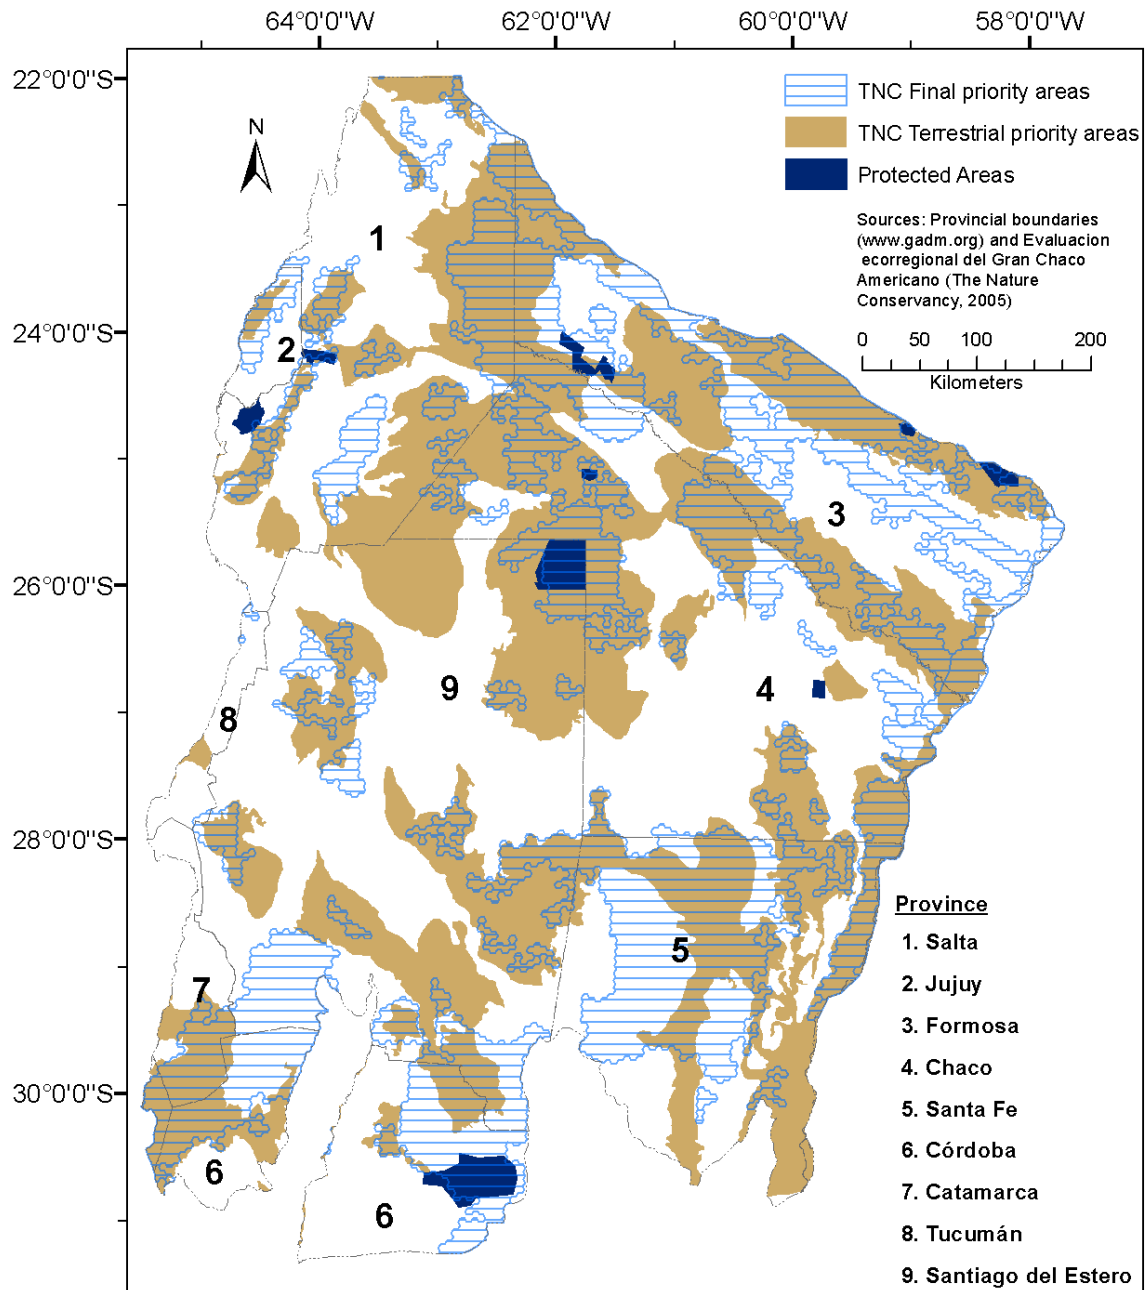 64°0'0"W 62°0'0"W 60°0'0"W 58°0'0"W
22°0'0"S
24°0'0"S
26°0'0"S
28°0'0"S
30°0'0"S
N
TNC Final priority areas
TNC Terrestrial priority areas
Protected Areas
Sources: Provincial boundaries
(www.gadm.org) and Evaluacion
ecorregional del Gran Chaco
Americano (The Nature
Conservancy, 2005)
0 50 100 200
Kilometers
1
2
3
4
9
8
5
7
6
6
Province
1. Salta
2. Jujuy
3. Formosa
4. Chaco
5. Santa Fe
6. Córdoba
7. Catamarca
8. Tucumán
9. Santiago del Estero